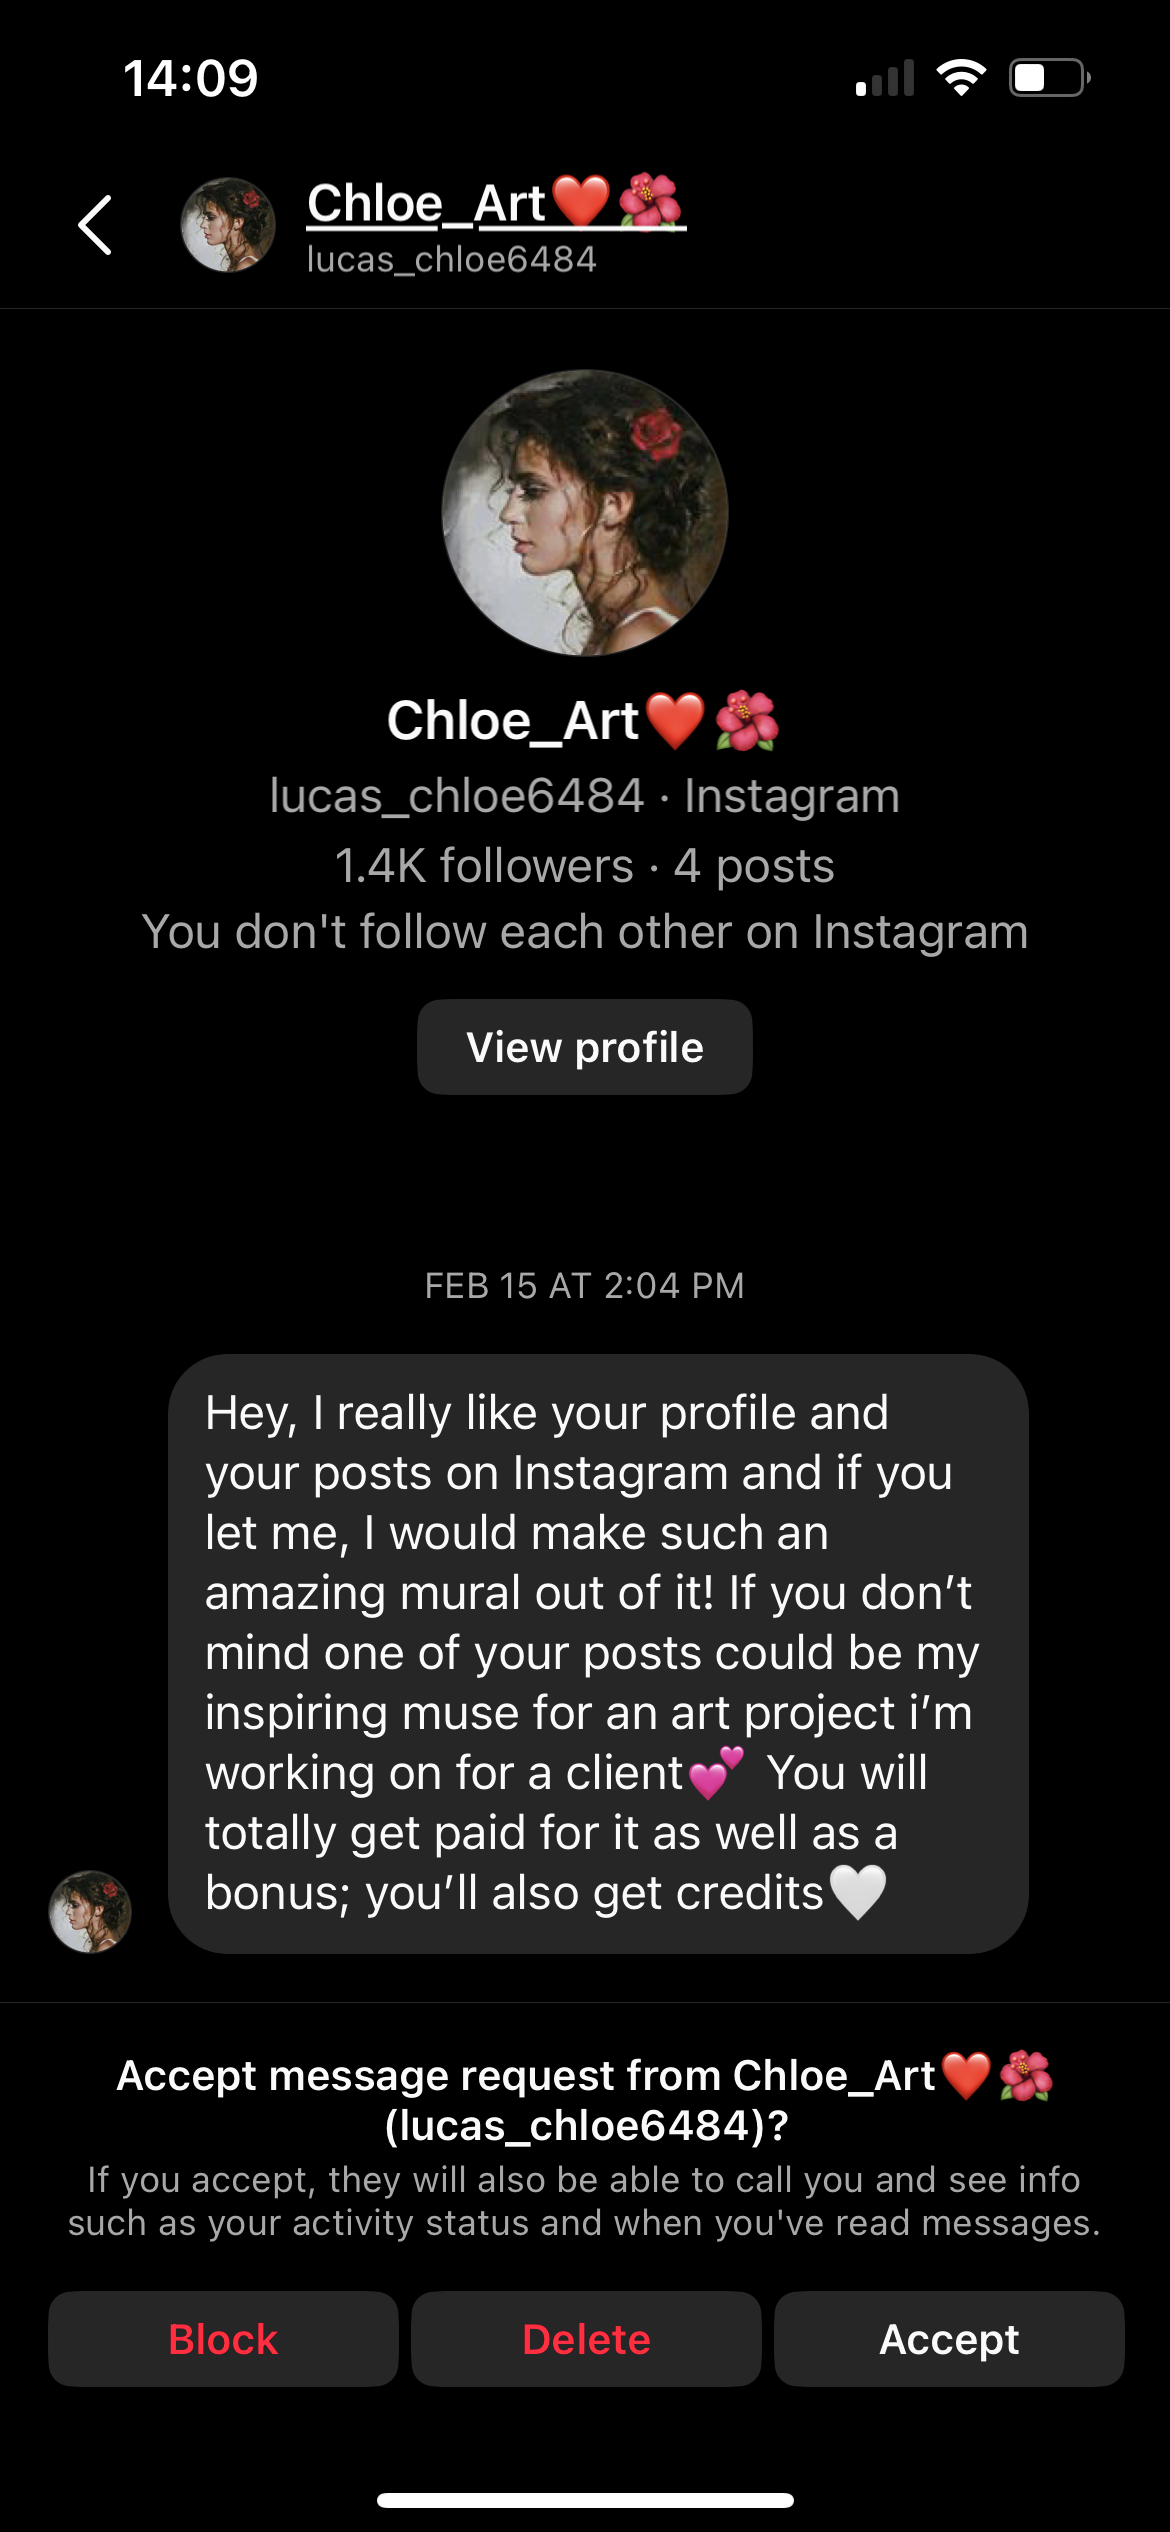 14:09
Chloe_Art❤️🌺
lucas_chloe6484
Chloe_Art❤️🌺
lucas_chloe6484 · Instagram
1.4K followers · 4 posts
You don't follow each other on Instagram
View profile
FEB 15 AT 2:04 PM
Hey, I really like your profile and
your posts on Instagram and if you
let me, I would make such an
amazing mural out of it! If you don’t
mind one of your posts could be my
inspiring muse for an art project i’m
working on for a client💕 You will
totally get paid for it as well as a
bonus; you’ll also get credits🤍
Accept message request from Chloe_Art❤️🌺
(lucas_chloe6484)?
If you accept, they will also be able to call you and see info
such as your activity status and when you've read messages.
Block
Delete
Accept